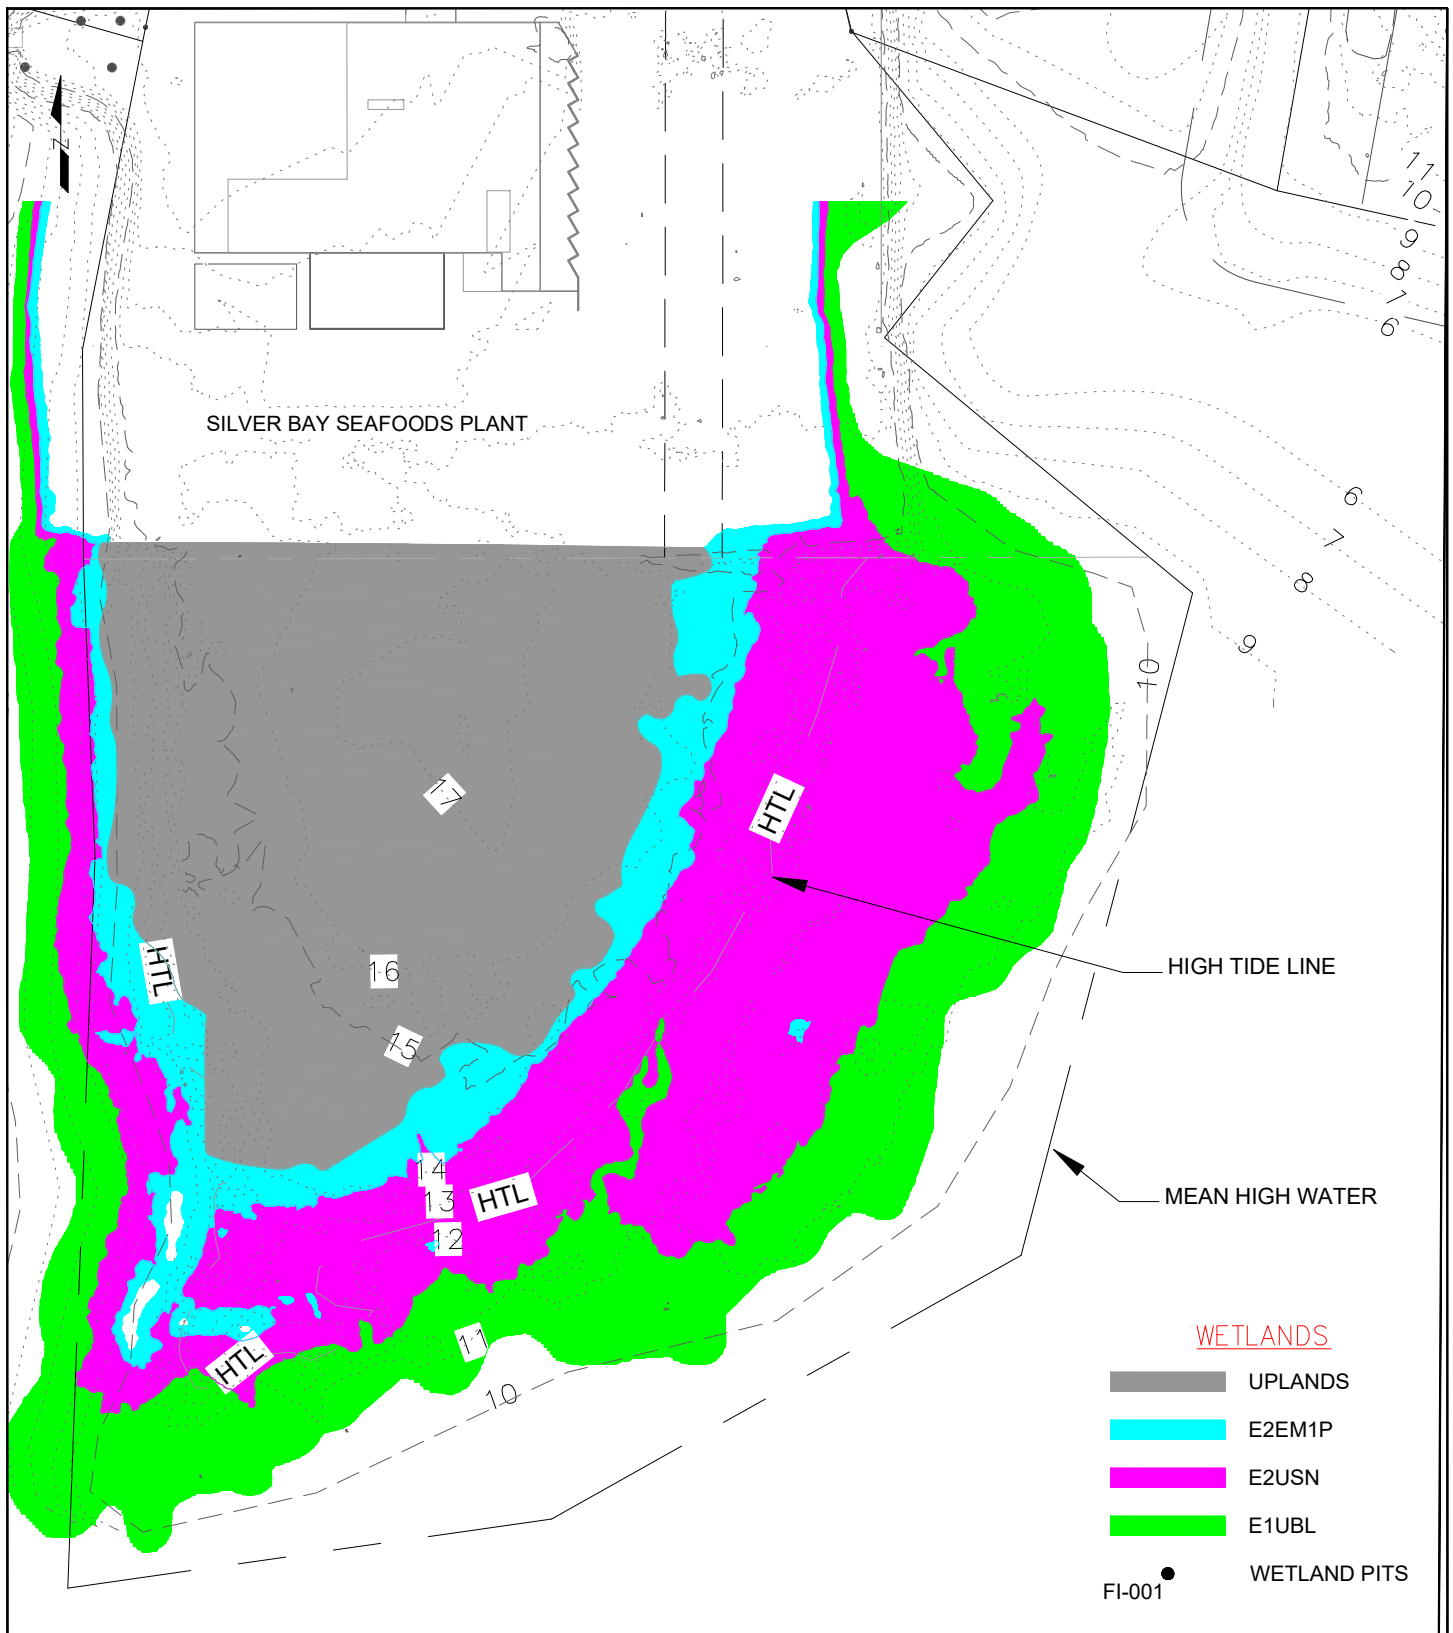 N
11
10
9
8
7
6
SILVER BAY SEAFOODS PLANT
6
7
8
9
10
17
HTL
HTL
16
HIGH TIDE LINE
15
14
HTL
13
MEAN HIGH WATER
12
11
HTL
10
WETLANDS
UPLANDS
E2EM1P
E2USN
E1UBL
WETLAND PITS
FI-001